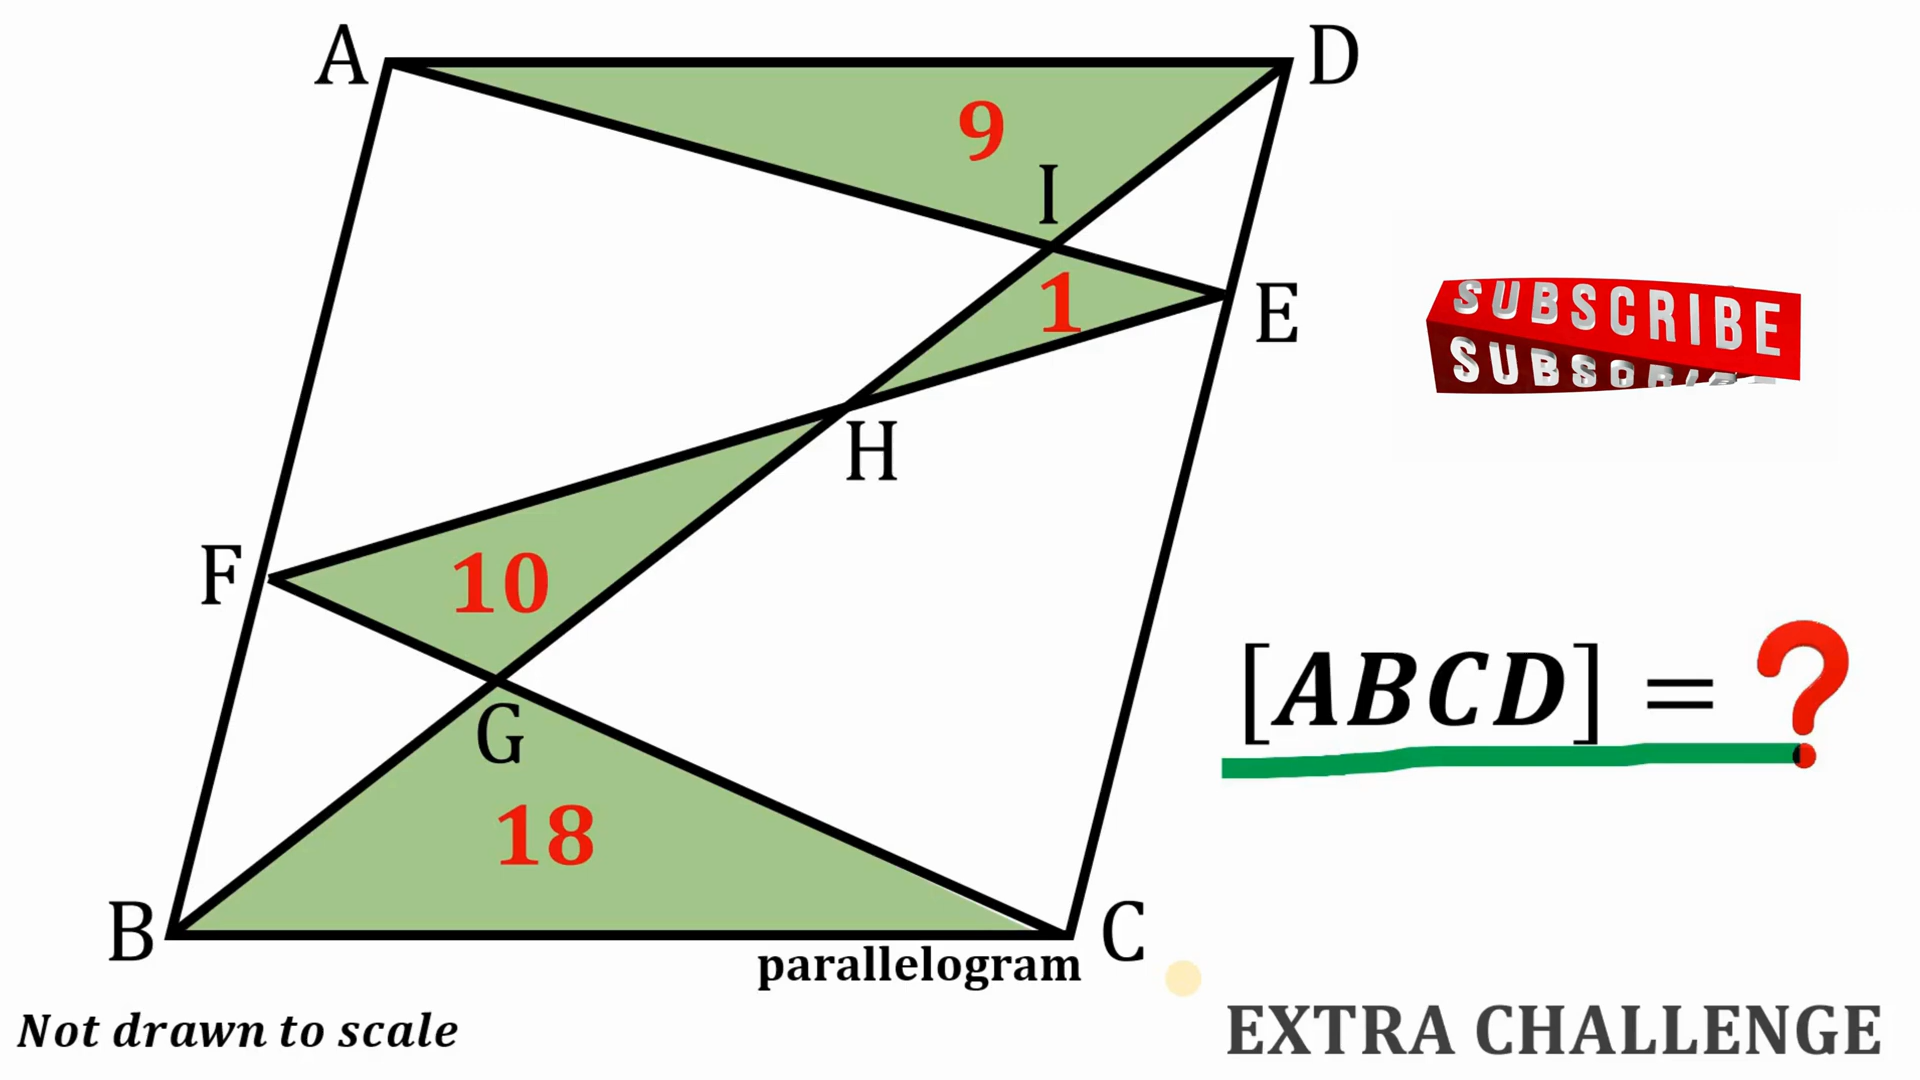 A
D
9
I
1
E
SUBSCRIBE
H
F
10
[ABCD] = ?
G
18
B
C
parallelogram
Not drawn to scale
EXTRA CHALLENGE